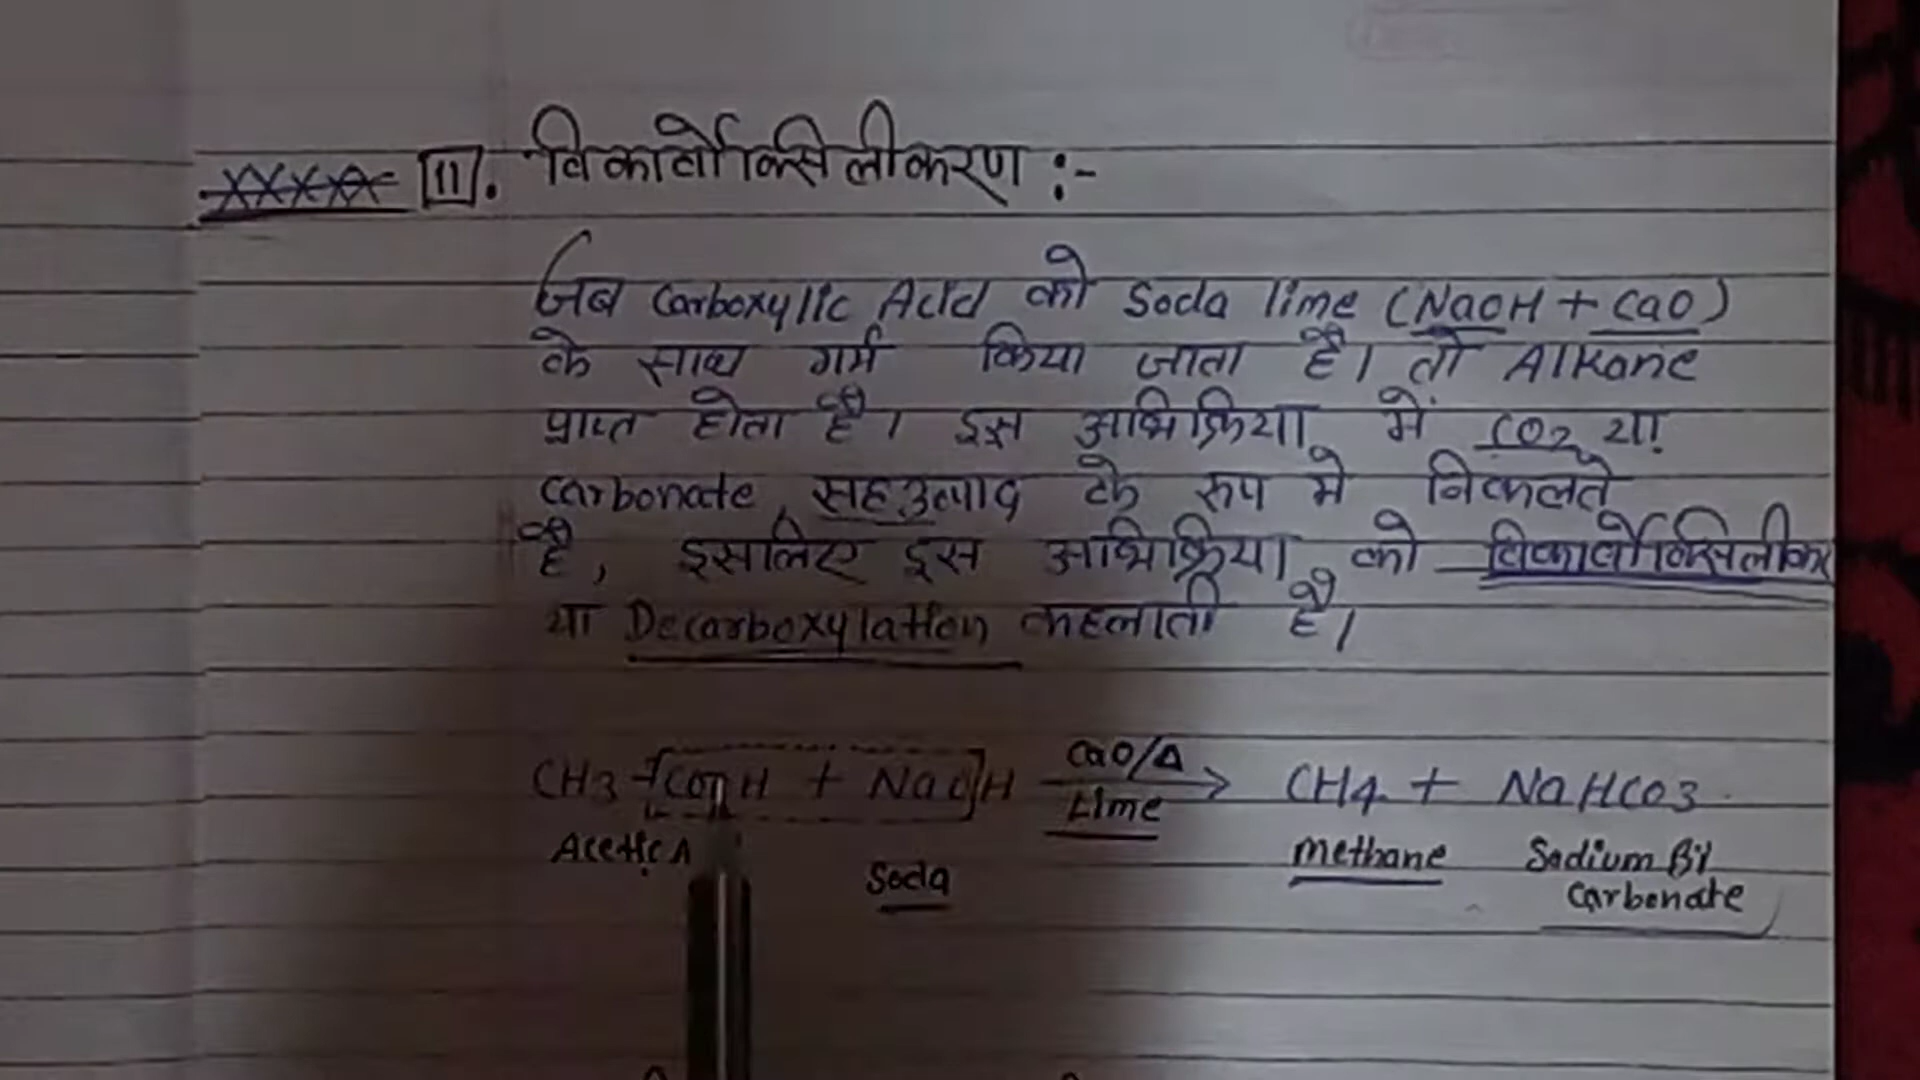 XXXX 11. विकार्बोक्सिलीकरण :-
जब Carboxylic Acid को Soda lime (NaOH + CaO)
के साथ गर्म किया जाता है। तो Alkane
प्राप्त होता है। इस अभिक्रिया में CO2 या
carbonate सहउत्पाद के रूप मे निकलते
है, इसलिए इस अभिक्रिया को विकार्बोक्सिलीकर
या Decarboxylation कहलाती है।
CH3-COOH + NaOH CaO/Δ Lime → CH4 + NaHCO3
Acetic A Soda Methane Sodium Bi
Carbonate